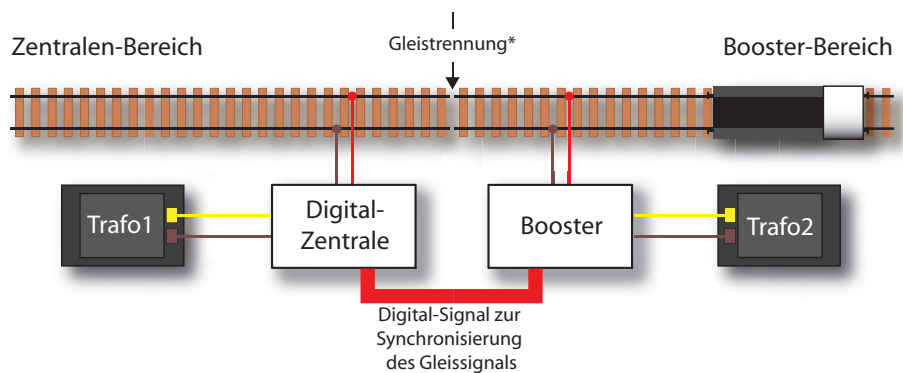 Zentralen-Bereich
Gleistrennung*
Booster-Bereich
Trafo1
Digital-
Zentrale
Booster
Trafo2
Digital-Signal zur
Synchronisierung
des Gleissignals